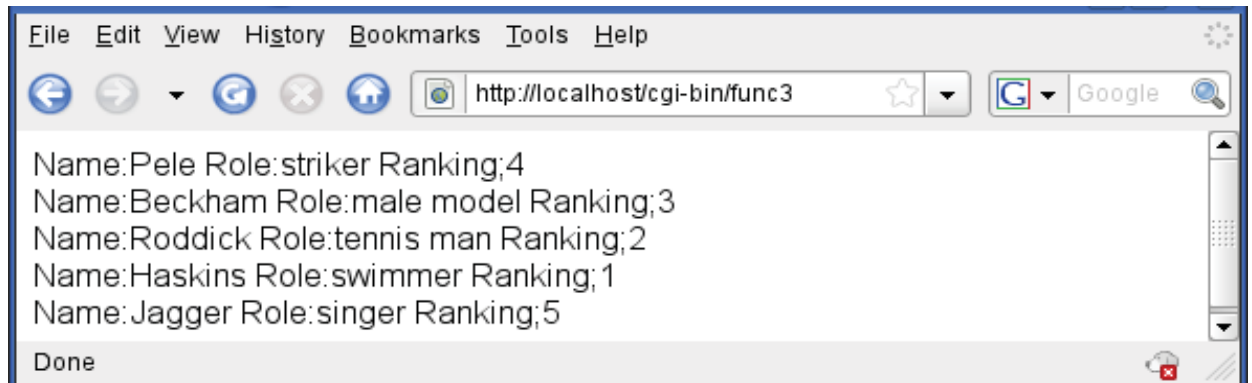 File Edit View History Bookmarks Tools Help
http://localhost/cgi-bin/func3 G Google
Name:Pele Role:striker Ranking;4
Name:Beckham Role:male model Ranking;3
Name:Roddick Role:tennis man Ranking;2
Name:Haskins Role:swimmer Ranking;1
Name:Jagger Role:singer Ranking;5
Done